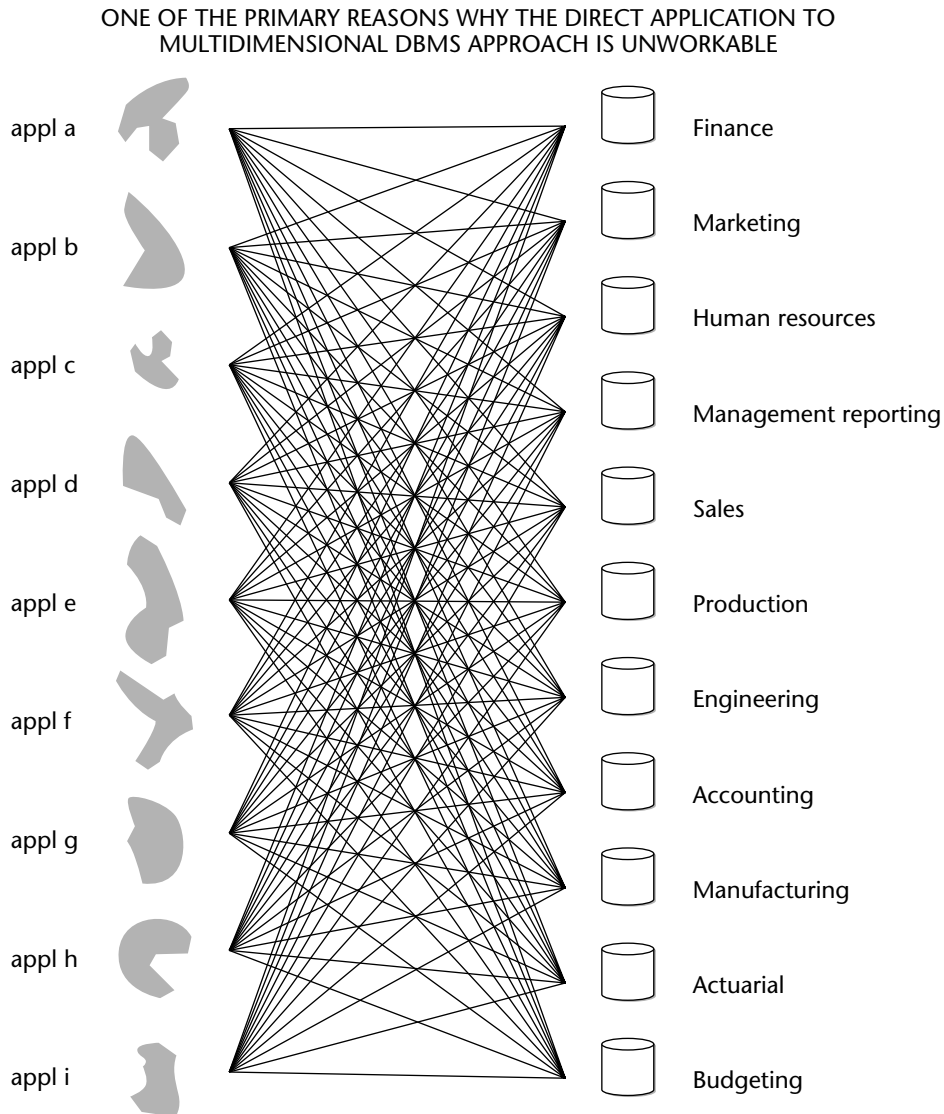 ONE OF THE PRIMARY REASONS WHY THE DIRECT APPLICATION TO
MULTIDIMENSIONAL DBMS APPROACH IS UNWORKABLE
appl a
Finance
Marketing
appl b
Human resources
appl c
Management reporting
appl d
Sales
appl e
Production
Engineering
appl f
Accounting
appl g
Manufacturing
appl h
Actuarial
appl i
Budgeting